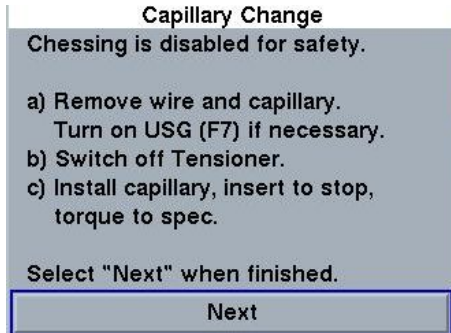 Capillary Change
Chessing is disabled for safety.
a) Remove wire and capillary.
Turn on USG (F7) if necessary.
b) Switch off Tensioner.
c) Install capillary, insert to stop,
torque to spec.
Select "Next" when finished.
Next